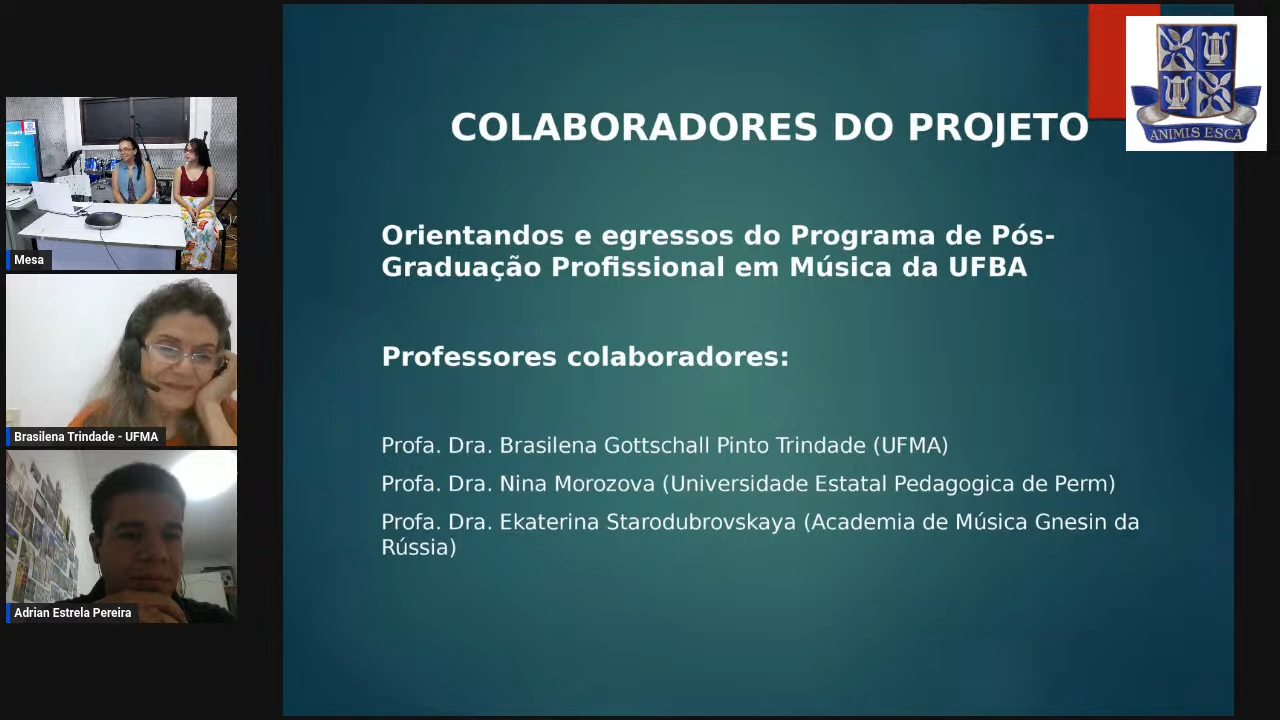 COLABORADORES DO PROJETO
ANIMIS ESCA
Orientandos e egressos do Programa de Pós-
Graduação Profissional em Música da UFBA
Professores colaboradores:
Profa. Dra. Brasilena Gottschall Pinto Trindade (UFMA)
Profa. Dra. Nina Morozova (Universidade Estatal Pedagogica de Perm)
Profa. Dra. Ekaterina Starodubrovskaya (Academia de Música Gnesin da
Rússia)
Mesa
Brasilena Trindade - UFMA
Adrian Estrela Pereira